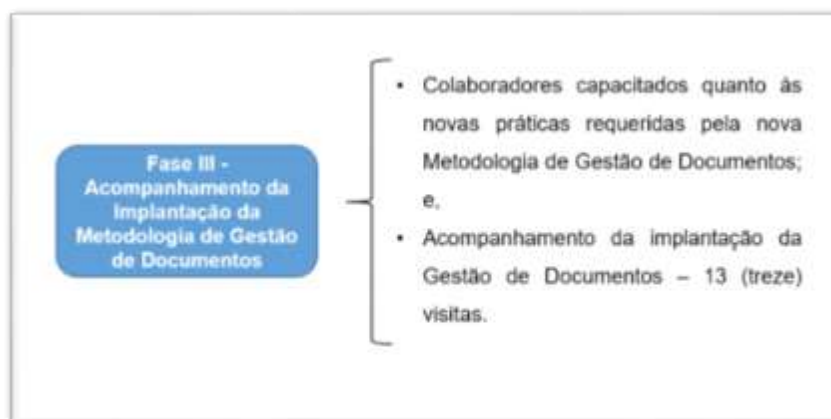 Fase III -
Acompanhamento da
Implantação da
Metodologia de Gestão
de Documentos
• Colaboradores capacitados quanto às
novas práticas requeridas pela nova
Metodologia de Gestão de Documentos;
e,
• Acompanhamento da implantação da
Gestão de Documentos – 13 (treze)
visitas.